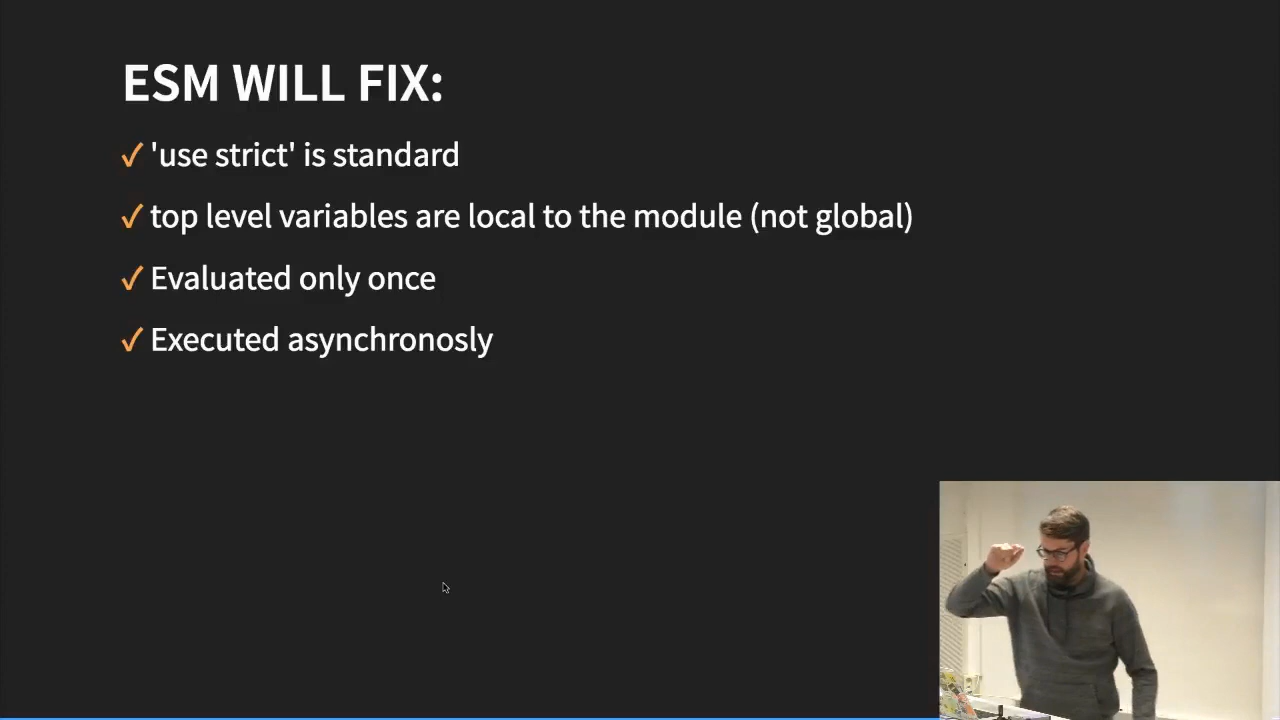 ESM WILL FIX:
✓ 'use strict' is standard
✓ top level variables are local to the module (not global)
✓ Evaluated only once
✓ Executed asynchronosly